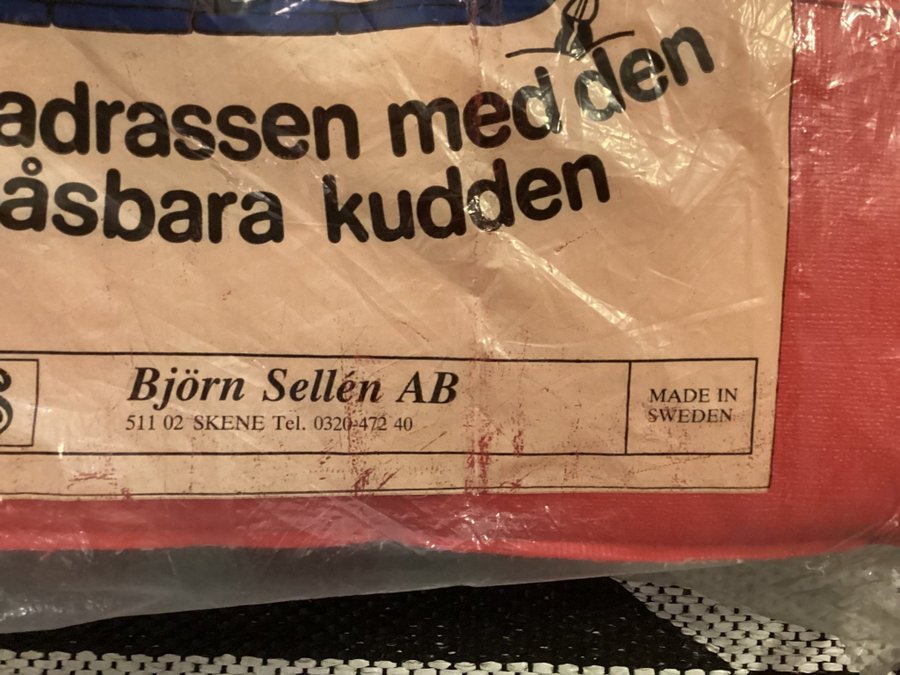 adrassen med den
åsbara kudden
Björn Sellén AB
511 02 SKENE Tel. 0320-472 40
MADE IN
SWEDEN